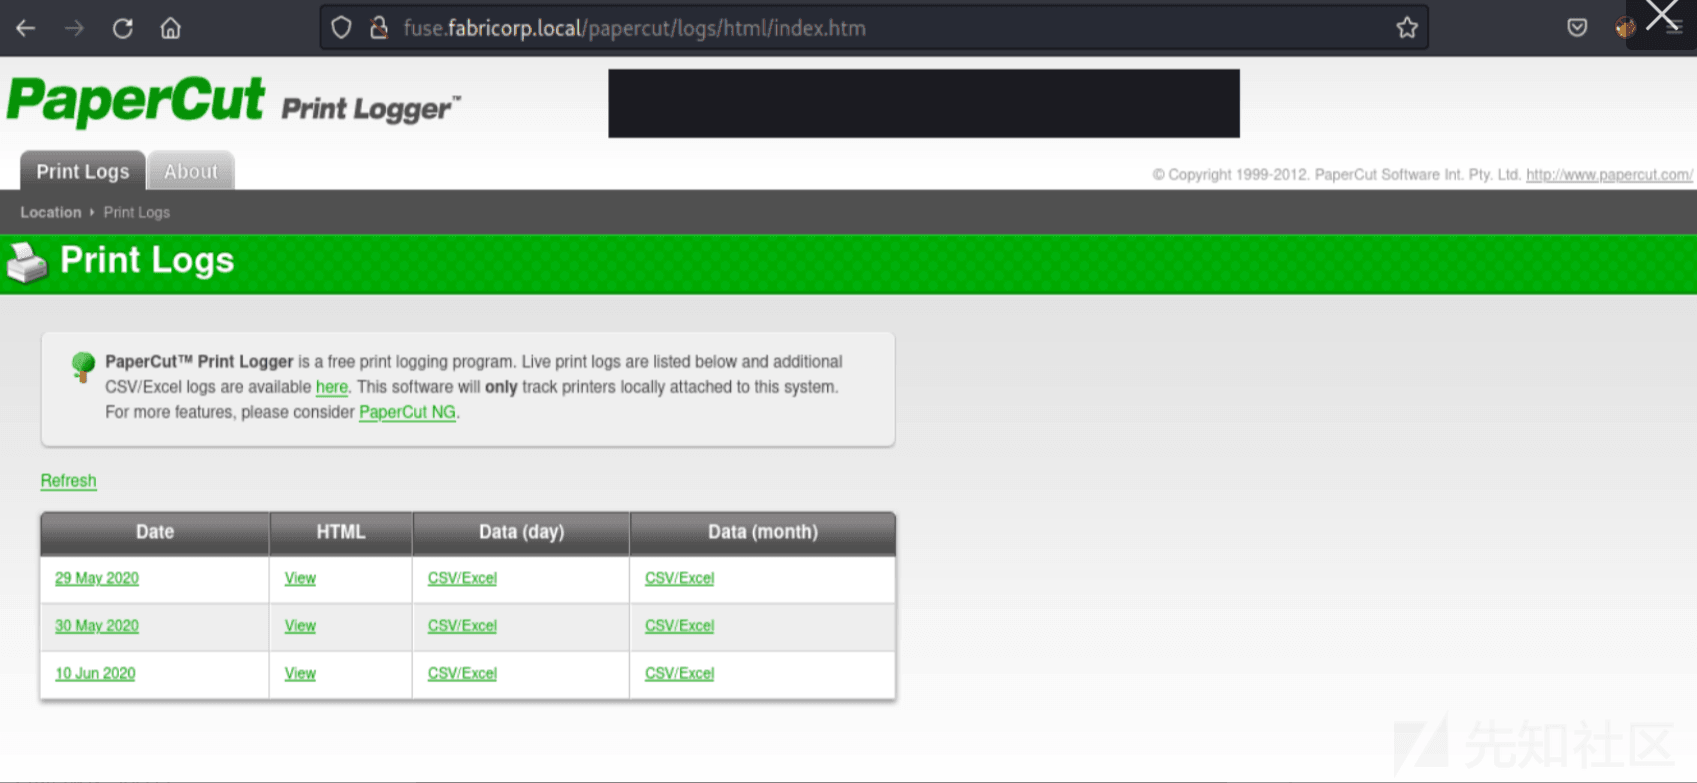 fuse.fabricorp.local/papercut/logs/html/index.htm
PaperCut Print Logger™
Print Logs About
© Copyright 1999-2012. PaperCut Software Int. Pty. Ltd. http://www.papercut.com/
Location Print Logs
Print Logs
PaperCut™ Print Logger is a free print logging program. Live print logs are listed below and additional
CSV/Excel logs are available here. This software will only track printers locally attached to this system.
For more features, please consider PaperCut NG.
Refresh
Date HTML Data (day) Data (month)
29 May 2020 View CSV/Excel CSV/Excel
30 May 2020 View CSV/Excel CSV/Excel
10 Jun 2020 View CSV/Excel CSV/Excel
先知社区